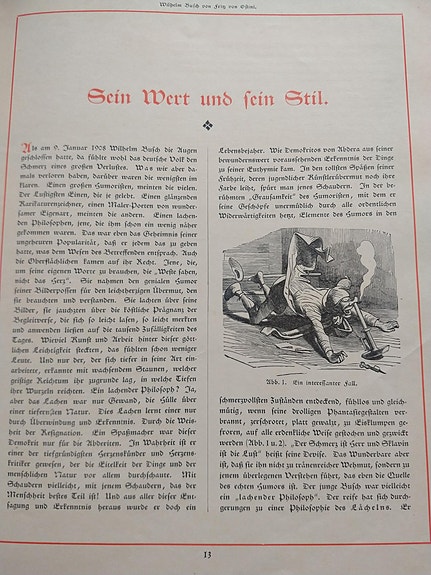 Wilhelm Busch von Fritz von Ostini.
Sein Wert und sein Stil.
Als am 9. Januar 1908 Wilhelm Busch die Augen
geschlossen hatte, da fühlte wohl das deutsche Volk den
Schmerz eines großen Verlustes. Was wir aber da-
mals verloren haben, darüber waren die wenigsten im
klaren. Einen großen Humoristen, meinten die vielen.
Der Lustigsten Einen, die je gelebt. Einen glänzenden
Karikaturenzeichner, einen Maler-Poeten von wundersamer
Eigenart, meinten die andern. Einen lachen-
den Philosophen, jene, die ihm schon ein wenig näher
gekommen waren. Das war eben das Geheimnis seiner
ungeheuren Popularität, daß er jedem das zu geben
hatte, was dem Wesen des Betreffenden entsprach. Auch
die Oberflächlichen kamen auf ihr Recht. Jene, die,
um seine eigenen Worte zu brauchen, die „Weste haben,
nicht das Herz“. Sie nahmen den genialen Humor
seiner Bilderpossen für den leichtherzigen Übermut, den
sie brauchten und verstanden. Sie lachten über seine
Bilder, sie jauchzten über die köstliche Prägnanz der
Begleitverse, die sich so leicht lasen, so leicht merkten
und anwenden ließen auf die tausend Zufälligkeiten des
Tages. Wieviel Kunst und Arbeit hinter dieser gött-
lichen Leichtigkeit steckten, das fühlten schon weniger
Leute. Und nur der, der sich tiefer in seine Art ein-
arbeitete, erkannte mit wachsendem Staunen, welcher
geistige Reichtum ihr zugrunde lag, in welche Tiefen
ihre Wurzeln reichten. Ein lachender Philosoph? Ja,
aber das Lachen war nur Gewand, die Hülle über
einer tiefernsten Natur. Dies Lachen lernt einer nur
durch Überwindung und Erkenntnis. Durch die Weis-
heit der Resignation. Ein Spaßmacher war dieser
Demokrit nur für die Abderiten. In Wahrheit ist er
einer der tiefgründigsten Herzenskünder und Herzens-
kritiker gewesen, der die Eitelkeit der Dinge und der
menschlichen Natur vor allem durchschaute. Mit
Schaudern vielleicht, mit jenem Schaudern, das der
Menschheit bestes Teil ist! Und aus aller dieser Ent-
sagung und Erkenntnis heraus wurde er doch ein
Lebensbejaher. Wie Demokritos von Abdera aus seiner
bewundernswert voraussehenden Erkenntnis der Dinge
zu seiner Euthymie kam. In den tollsten Späßen seiner
Frühzeit, deren jugendlicher Künstlerübermut noch ihre
Farbe leiht, spürt man jenes Schaudern. In der be-
rühmten „Grausamkeit“ des Humoristen, mit dem er
seine Geschöpfe unermüdlich durch alle ordentlichen
Widerwärtigkeiten hetzt, Elemente des Humors in den
Abb. 1. Ein interessanter Fall.
schmerzvollsten Zuständen entdeckend, fühllos und gleich-
mütig, wenn seine drolligen Phantasiegestalten ver-
brannt, geschrotet, platt gewalzt, zu Eisklumpen ge-
froren, auf alle erdenkliche Weise gestochen und gezwickt
werden (Abb. 1 u. 2). „Der Schmerz ist Herr und Sklavin
ist die Lust“ heißt seine Devise. Das Wunderbare aber
ist, daß sie ihn nicht zu tränenreicher Wehmut, sondern zu
jenem überlegenen Verstehen führt, das eben die Quelle
des echten Humors ist. Der junge Busch war vielleicht
ein „lachender Philosoph“. Der reife hat sich durch-
gerungen zu einer Philosophie des Lächelns. Er
13